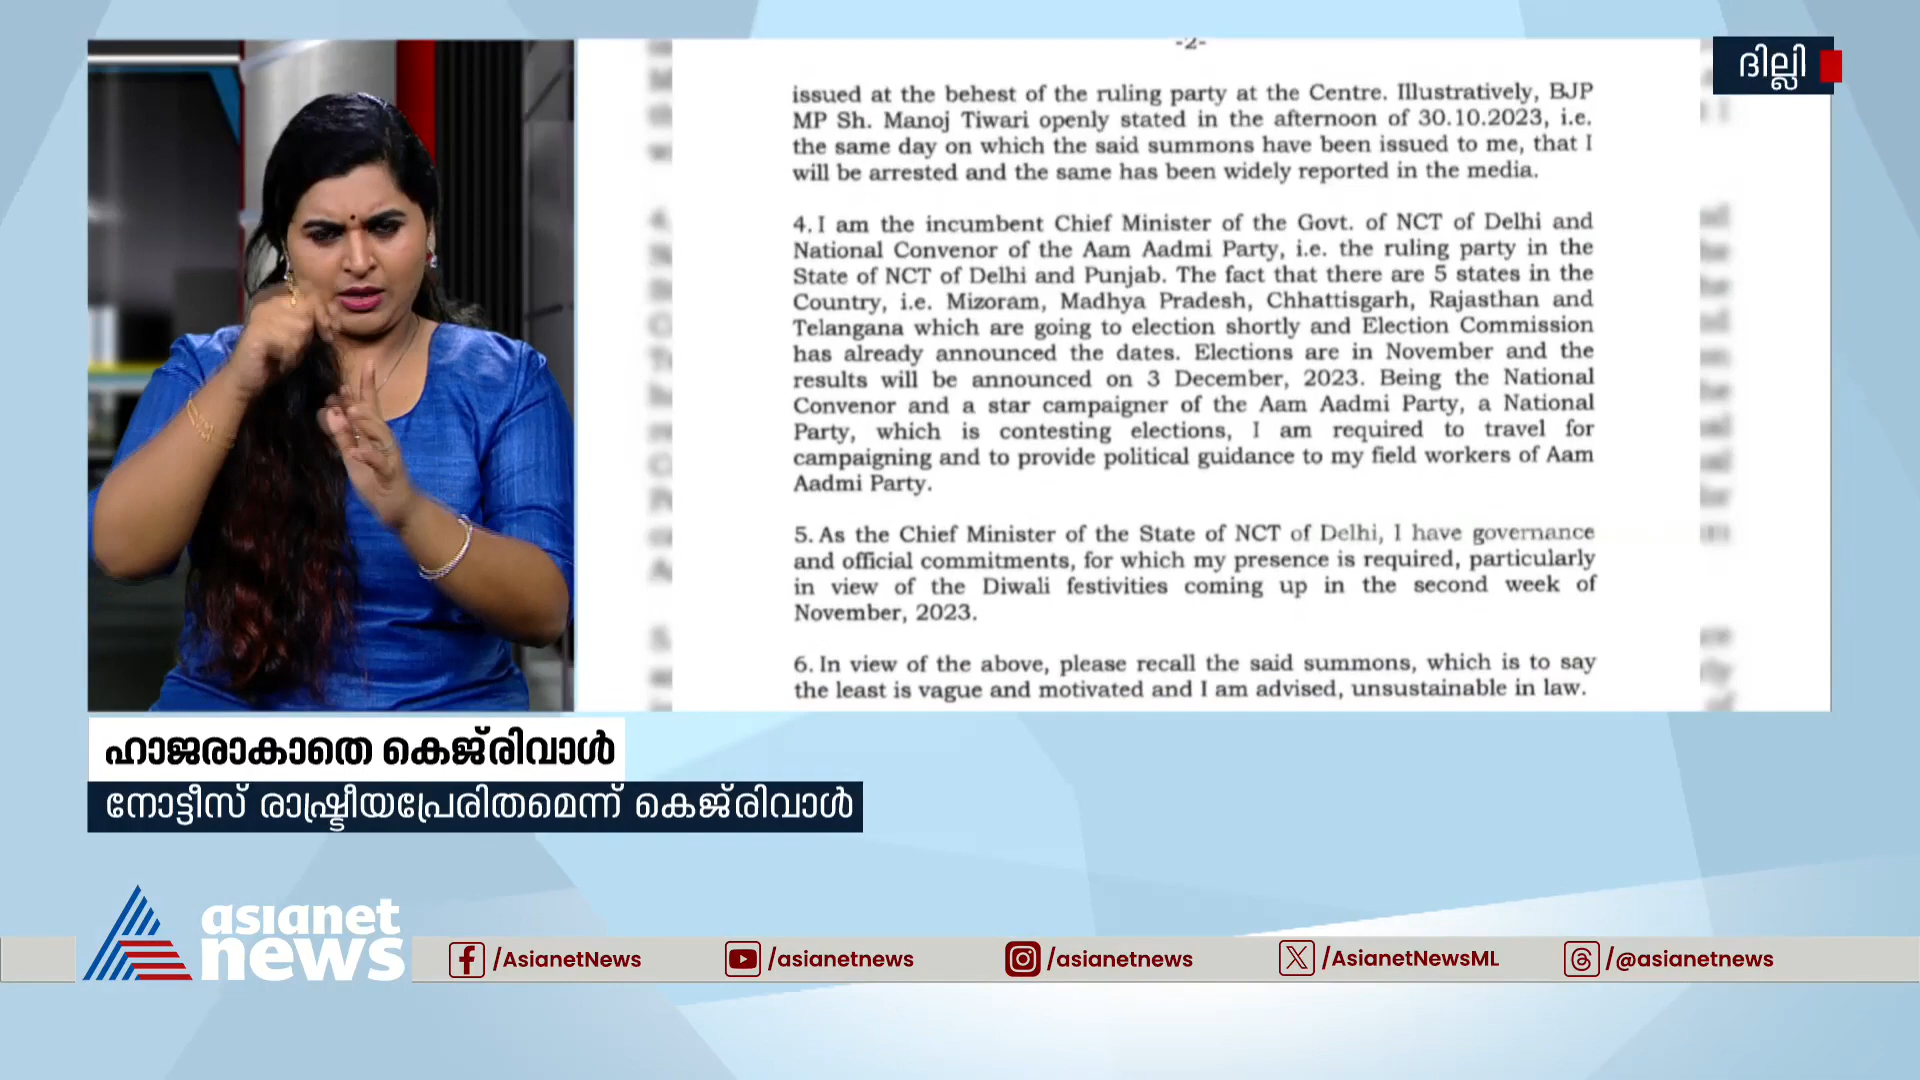 -2-
ദില്ലി
issued at the behest of the ruling party at the Centre. Illustratively, BJP
MP Sh. Manoj Tiwari openly stated in the afternoon of 30.10.2023, i.e.
the same day on which the said summons have been issued to me, that I
will be arrested and the same has been widely reported in the media.
4. I am the incumbent Chief Minister of the Govt. of NCT of Delhi and
National Convenor of the Aam Aadmi Party, i.e. the ruling party in the
State of NCT of Delhi and Punjab. The fact that there are 5 states in the
Country, i.e. Mizoram, Madhya Pradesh, Chhattisgarh, Rajasthan and
Telangana which are going to election shortly and Election Commission
has already announced the dates. Elections are in November and the
results will be announced on 3 December, 2023. Being the National
Convenor and a star campaigner of the Aam Aadmi Party, a National
Party, which is contesting elections, I am required to travel for
campaigning and to provide political guidance to my field workers of Aam
Aadmi Party.
5. As the Chief Minister of the State of NCT of Delhi, I have governance
and official commitments, for which my presence is required, particularly
in view of the Diwali festivities coming up in the second week of
November, 2023.
6. In view of the above, please recall the said summons, which is to say
the least is vague and motivated and I am advised, unsustainable in law.
ഹാജരാകാതെ കെജ്‌രിവാൾ
നോട്ടീസ് രാഷ്ട്രീയപ്രേരിതമെന്ന് കെജ്‌രിവാൾ
asianet
news
/AsianetNews
/asianetnews
/asianetnews
/AsianetNewsML
/@asianetnews